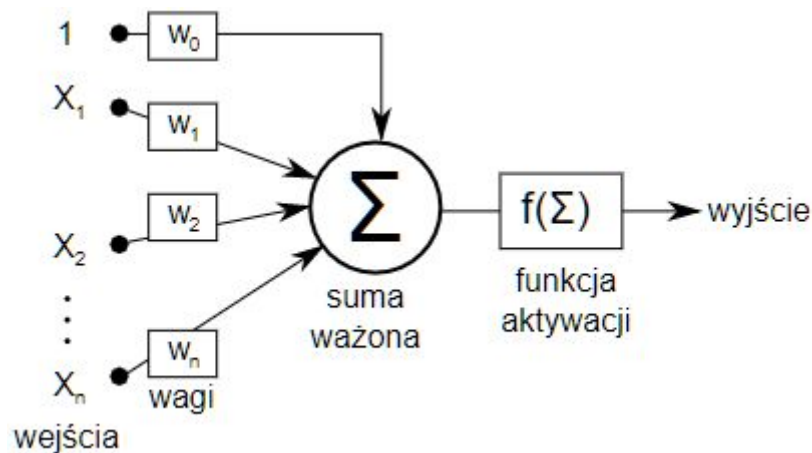 1
w₀
X₁
w₁
X₂
w₂
Xₙ
wₙ
wagi
wejścia
Σ
suma
ważona
f(Σ)
funkcja
aktywacji
wyjście